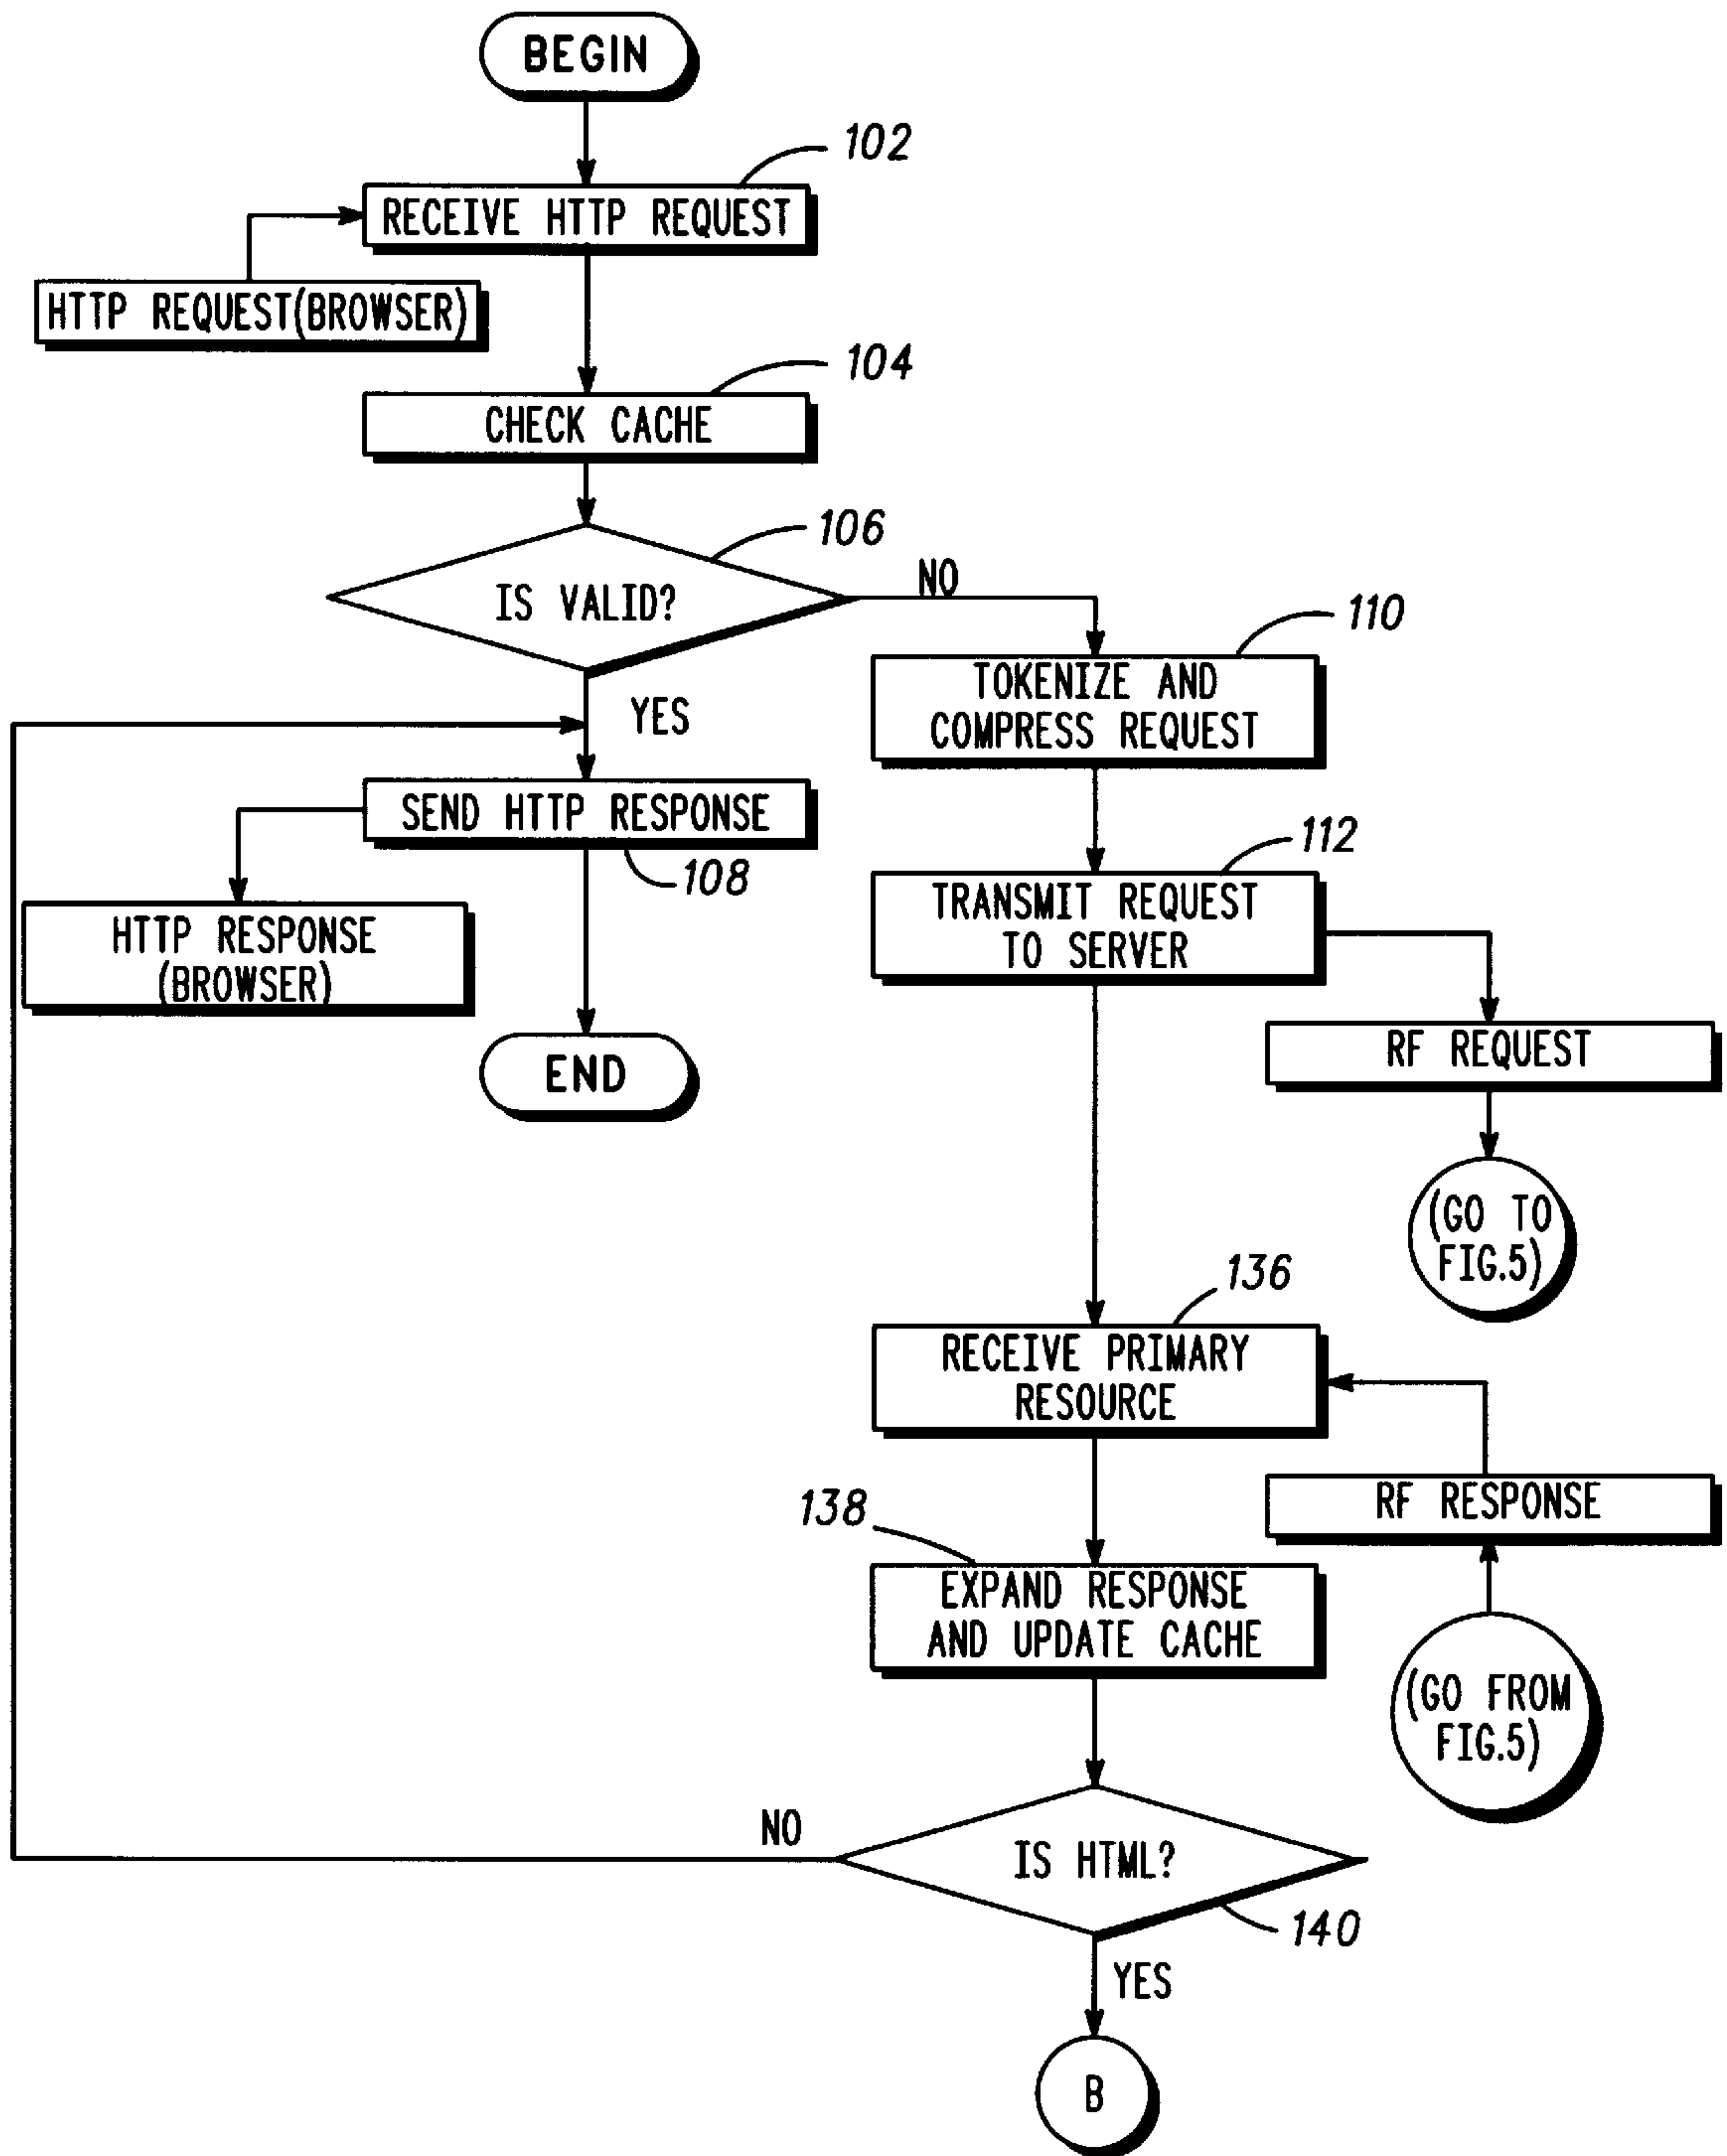 BEGIN
102
RECEIVE HTTP REQUEST
HTTP REQUEST(BROWSER)
104
CHECK CACHE
106
IS VALID?
NO
110
TOKENIZE AND
COMPRESS REQUEST
YES
SEND HTTP RESPONSE
108
112
TRANSMIT REQUEST
TO SERVER
HTTP RESPONSE
(BROWSER)
END
RF REQUEST
(GO TO
FIG.5)
136
RECEIVE PRIMARY
RESOURCE
RF RESPONSE
138
EXPAND RESPONSE
AND UPDATE CACHE
(GO FROM
FIG.5)
NO
IS HTML?
140
YES
B